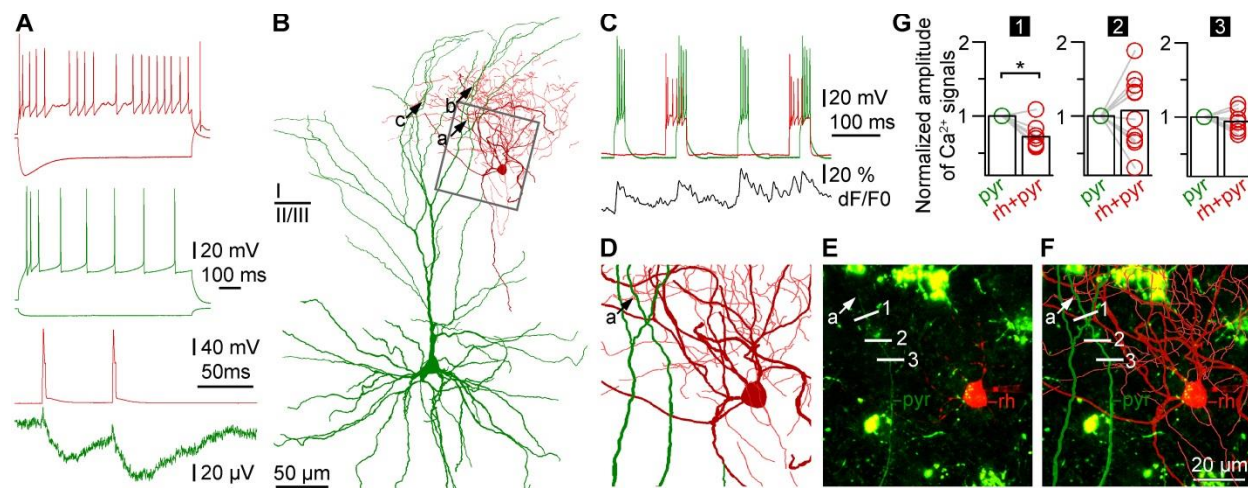 A
20 mV
100 ms
40 mV
50ms
20 µV
B
c
b
a
I
II/III
50 µm
C
20 mV
100 ms
20 %
dF/F0
G
1
2
3
Normalized amplitude
of Ca²⁺ signals
2
1
*
pyr
rh+pyr
2
1
pyr
rh+pyr
2
1
pyr
rh+pyr
D
a
E
a
1
2
3
pyr
rh
F
a
1
2
3
pyr
rh
20 µm